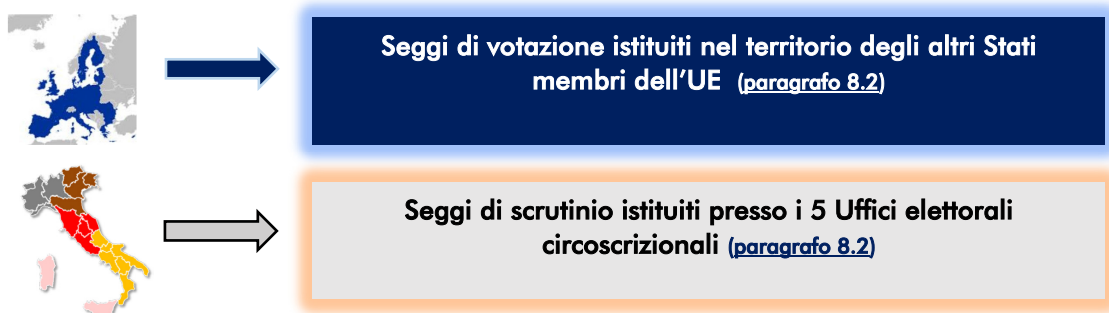 Seggi di votazione istituiti nel territorio degli altri Stati
membri dell’UE (paragrafo 8.2)
Seggi di scrutinio istituiti presso i 5 Uffici elettorali
circoscrizionali (paragrafo 8.2)